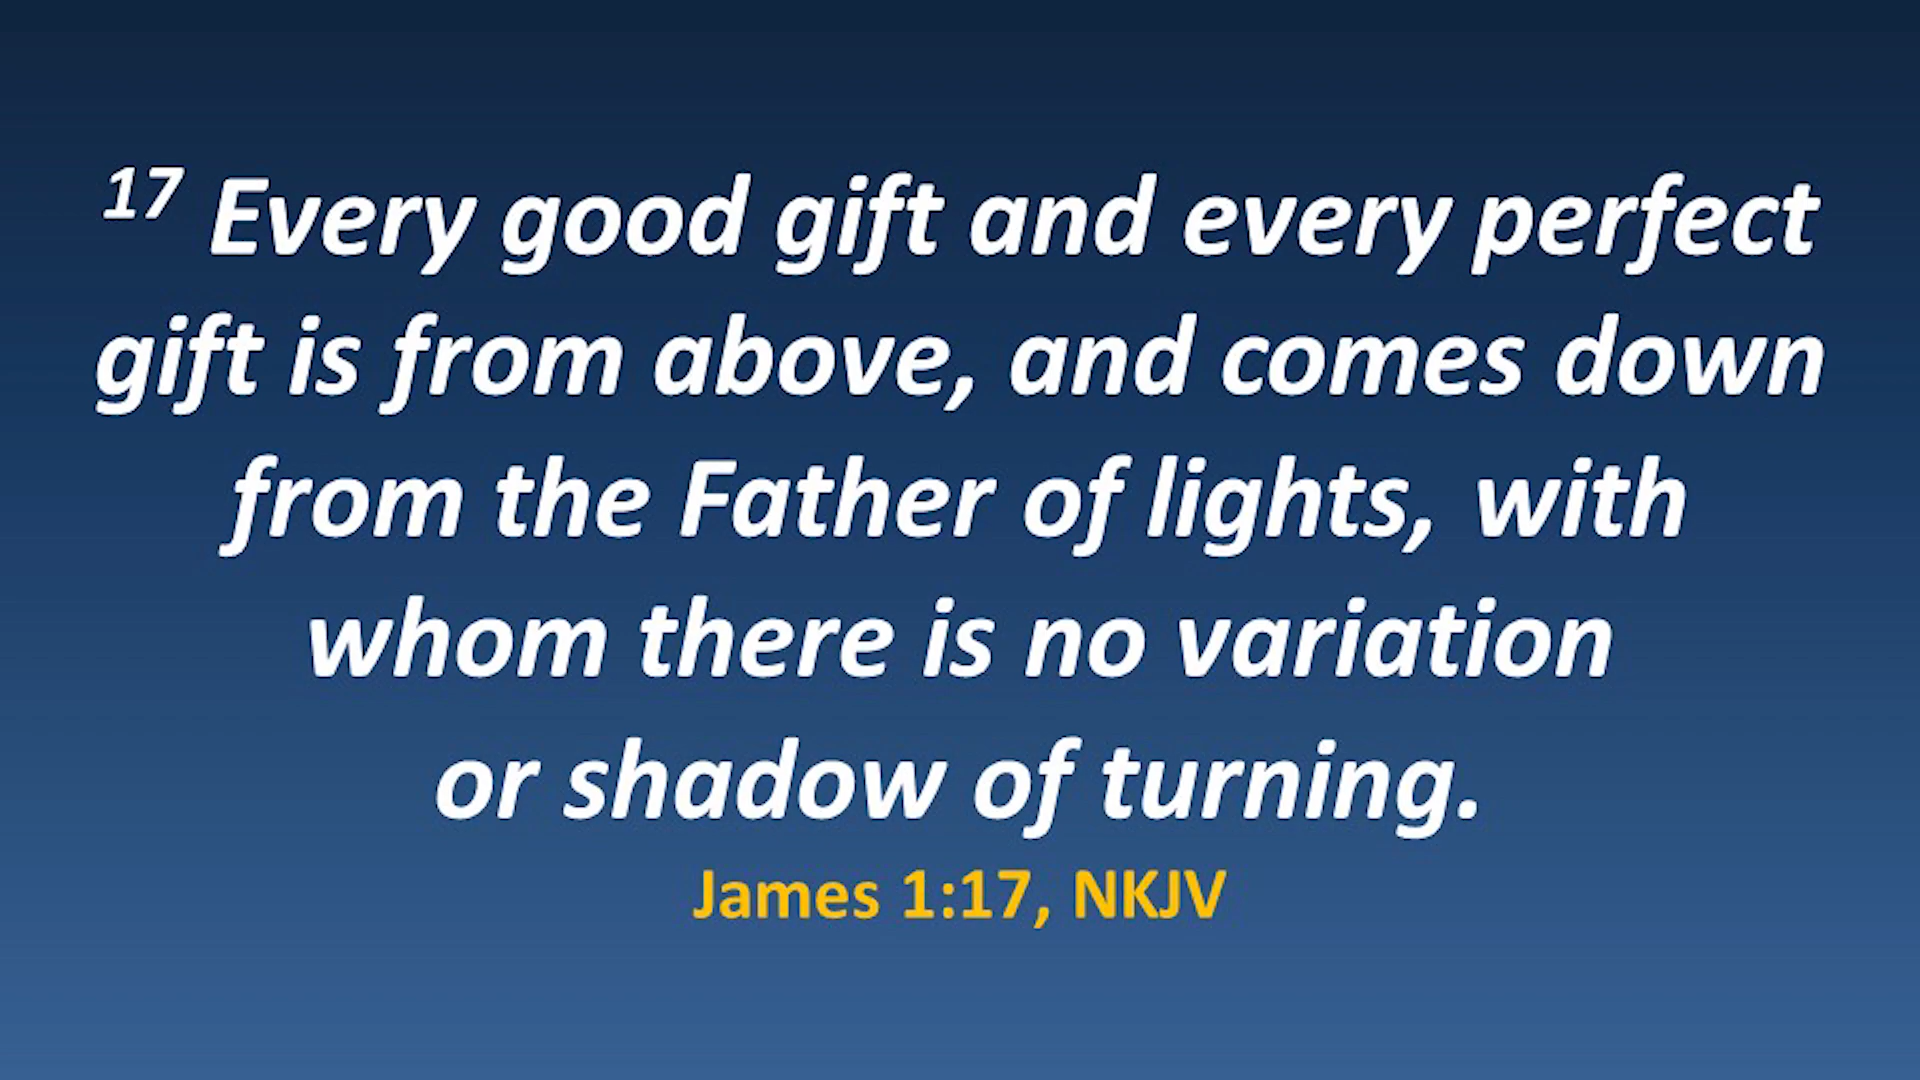 17 Every good gift and every perfect
gift is from above, and comes down
from the Father of lights, with
whom there is no variation
or shadow of turning.
James 1:17, NKJV